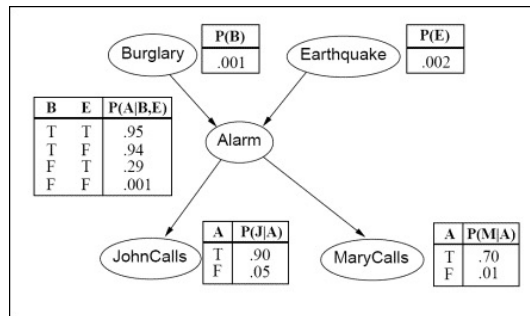 Burglary
P(B)
.001
Earthquake
P(E)
.002
B E P(A|B,E)
T T .95
T F .94
F T .29
F F .001
Alarm
JohnCalls
A P(J|A)
T .90
F .05
MaryCalls
A P(M|A)
T .70
F .01